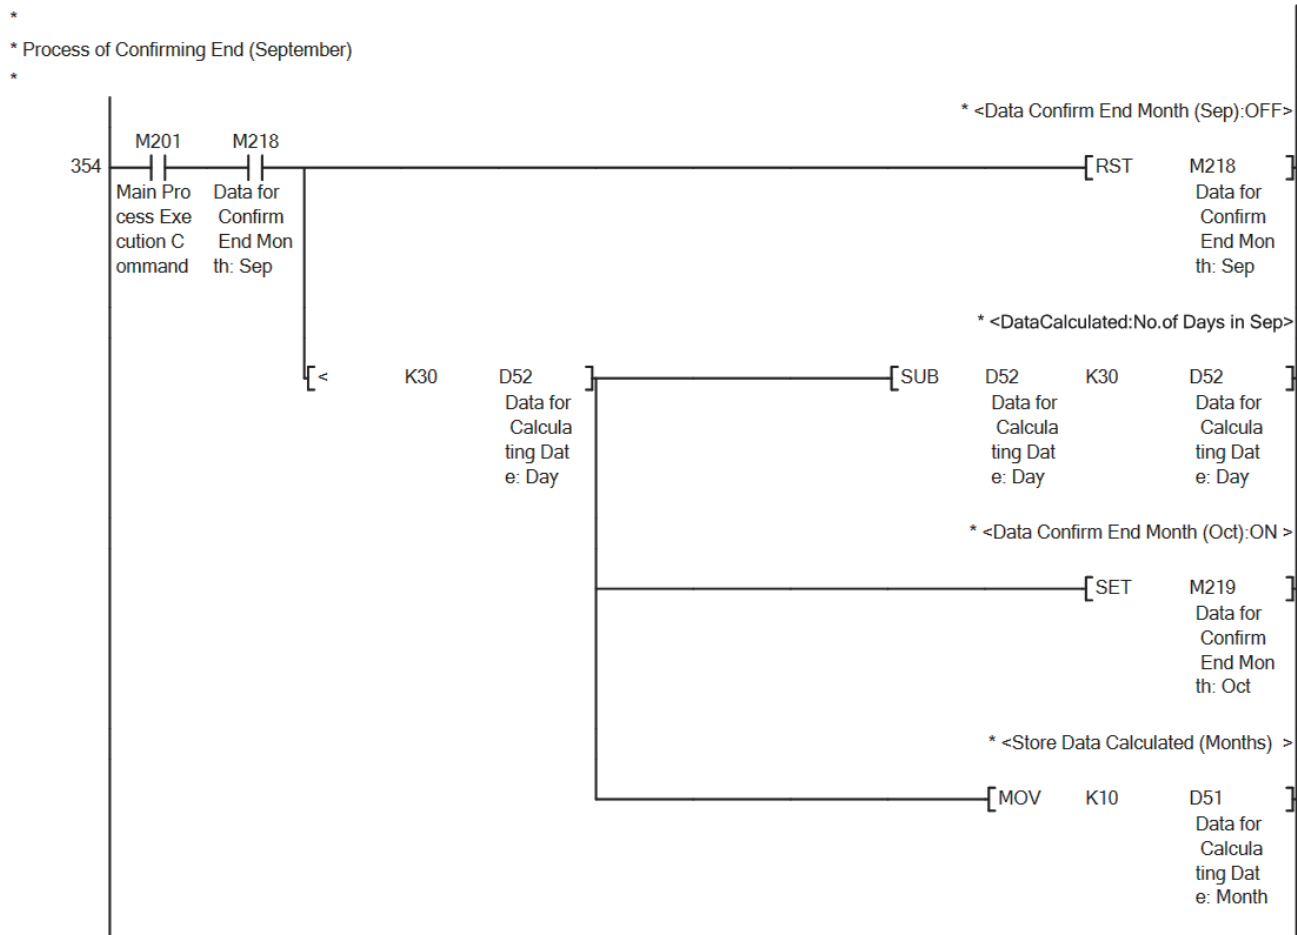 *
* Process of Confirming End (September)
*
* <Data Confirm End Month (Sep):OFF>
M201 M218
354 [RST M218 ]
Main Pro Data for Data for
cess Exe Confirm Confirm
cution C End Mon End Mon
ommand th: Sep th: Sep
* <DataCalculated:No.of Days in Sep>
[< K30 D52 ] [SUB D52 K30 D52 ]
Data for Data for Data for
Calcula Calcula Calcula
ting Dat ting Dat ting Dat
e: Day e: Day e: Day
* <Data Confirm End Month (Oct):ON >
[SET M219 ]
Data for
Confirm
End Mon
th: Oct
* <Store Data Calculated (Months) >
[MOV K10 D51 ]
Data for
Calcula
ting Dat
e: Month